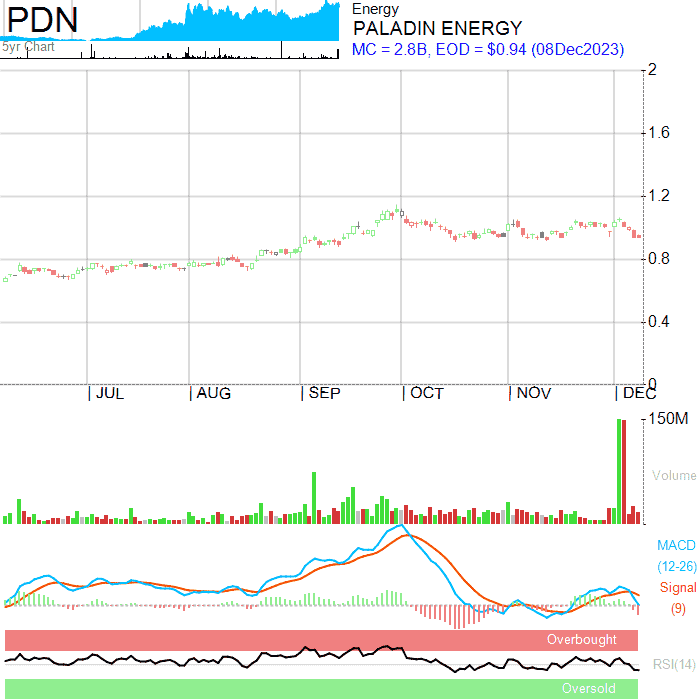 PDN
5yr Chart
Energy
PALADIN ENERGY
MC = 2.8B, EOD = $0.94 (08Dec2023)
2
1.6
1.2
0.8
0.4
0
JUL AUG SEP OCT NOV DEC
150M
Volume
MACD
(12-26)
Signal
(9)
Overbought
RSI(14)
Oversold